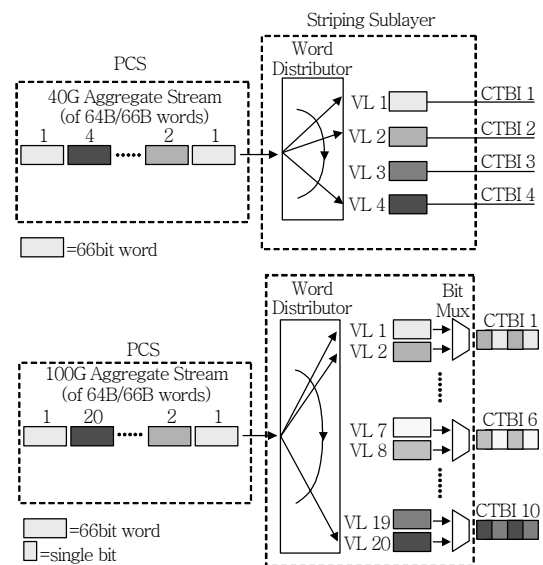 Striping Sublayer
PCS
Word
Distributor
40G Aggregate Stream
(of 64B/66B words)
1 4 2 1
VL 1
VL 2
VL 3
VL 4
CTBI 1
CTBI 2
CTBI 3
CTBI 4
=66bit word
Word
Distributor
Bit
Mux
PCS
100G Aggregate Stream
(of 64B/66B words)
1 20 2 1
VL 1
VL 2
CTBI 1
VL 7
VL 8
CTBI 6
VL 19
VL 20
CTBI 10
=66bit word
=single bit